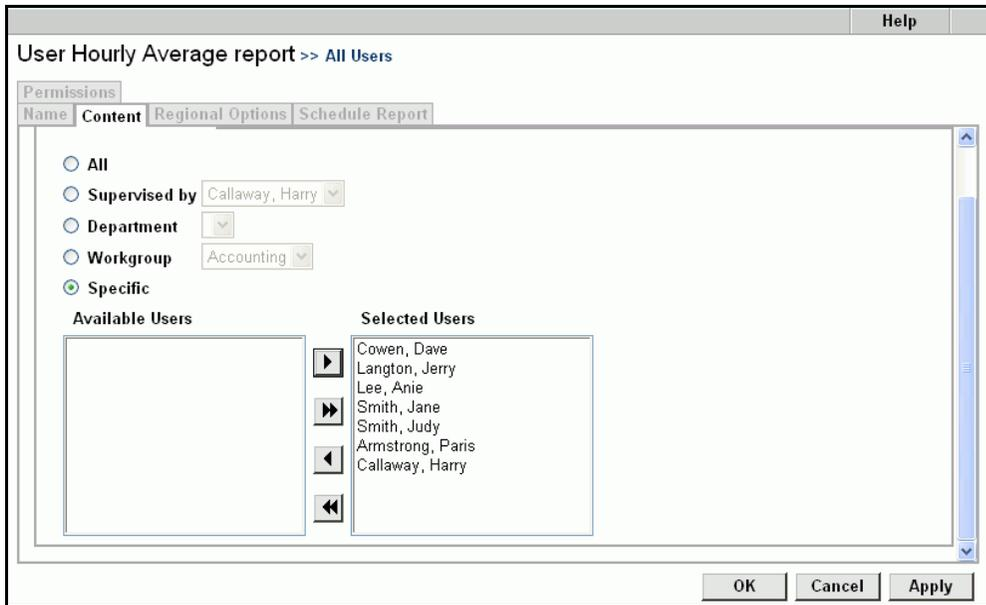 Help
User Hourly Average report >> All Users
Permissions
Name Content Regional Options Schedule Report
All
Supervised by Callaway, Harry
Department
Workgroup Accounting
Specific
Available Users Selected Users
Cowen, Dave
Langton, Jerry
Lee, Anie
Smith, Jane
Smith, Judy
Armstrong, Paris
Callaway, Harry
OK Cancel Apply